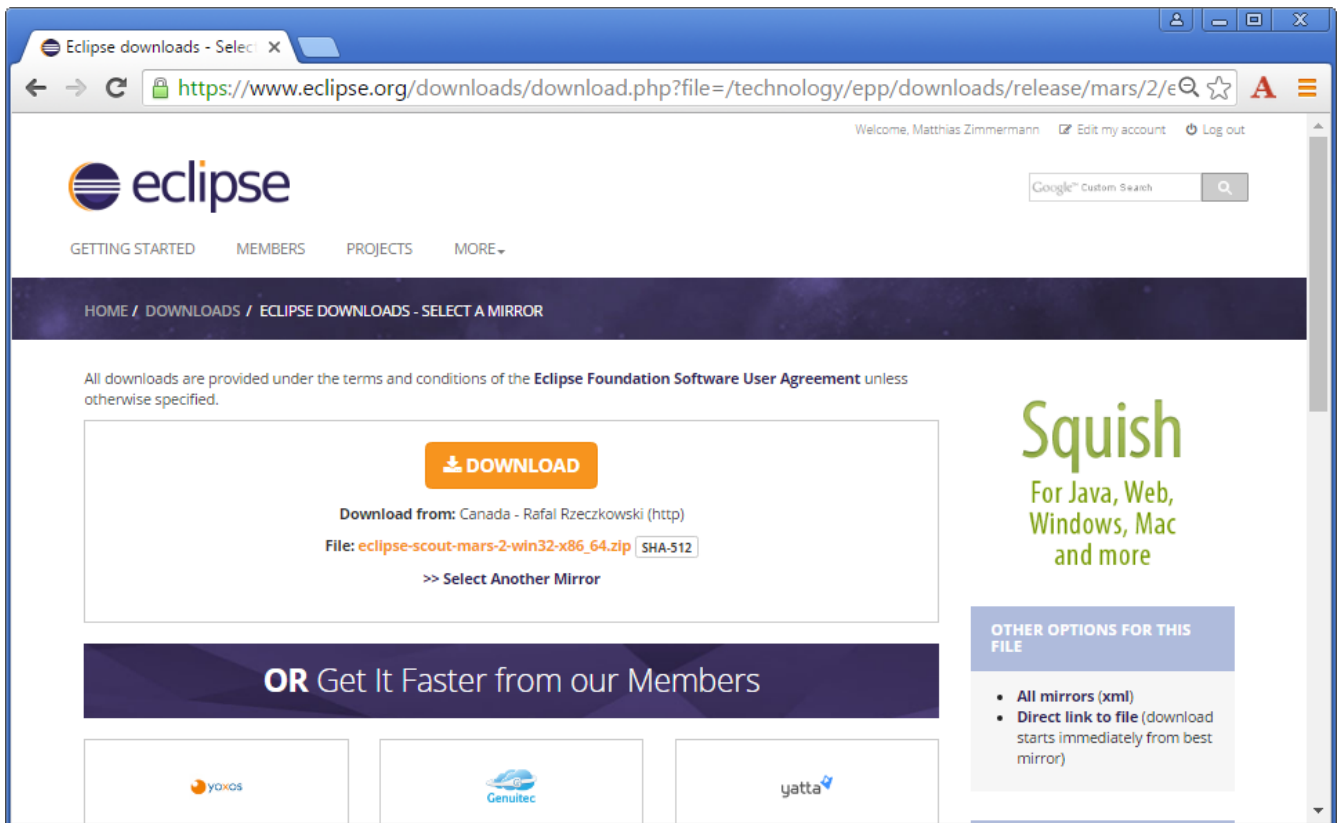 Eclipse downloads - Selec
https://www.eclipse.org/downloads/download.php?file=/technology/epp/downloads/release/mars/2/e
A
Welcome, Matthias Zimmermann Edit my account Log out
eclipse
Google™ Custom Search
GETTING STARTED MEMBERS PROJECTS MORE
HOME / DOWNLOADS / ECLIPSE DOWNLOADS - SELECT A MIRROR
All downloads are provided under the terms and conditions of the Eclipse Foundation Software User Agreement unless
otherwise specified.
DOWNLOAD
Download from: Canada - Rafal Rzeczkowski (http)
File: eclipse-scout-mars-2-win32-x86_64.zip SHA-512
>> Select Another Mirror
OR Get It Faster from our Members
yoxos
Genuitec
yatta
Squish
For Java, Web,
Windows, Mac
and more
OTHER OPTIONS FOR THIS
FILE
All mirrors (xml)
Direct link to file (download
starts immediately from best
mirror)